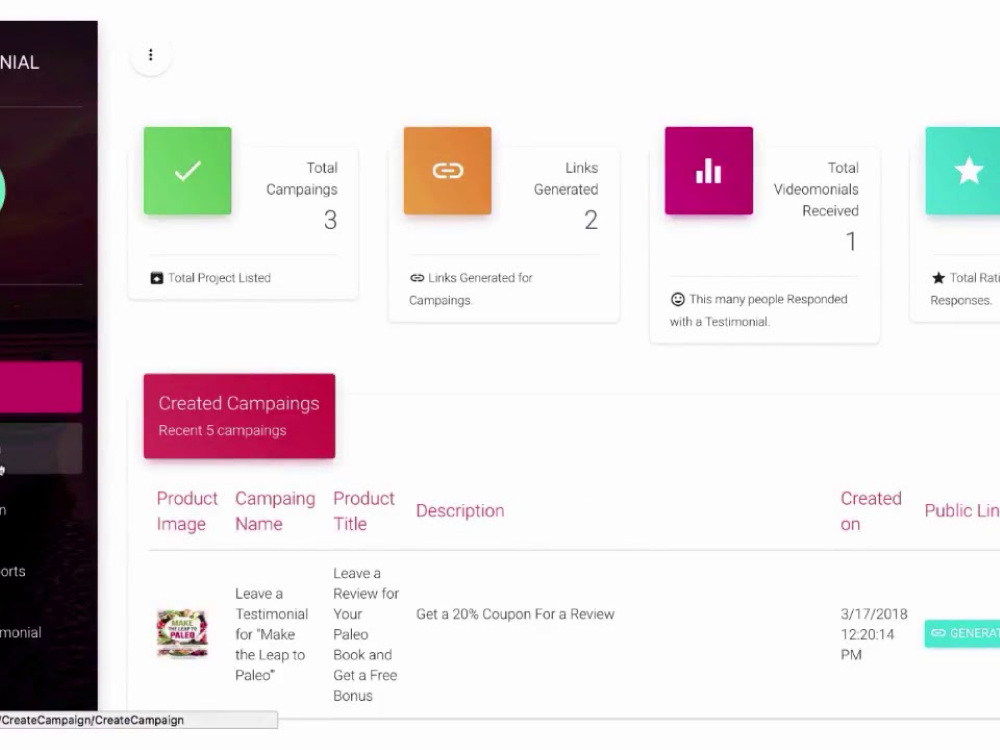 NIAL
Total
Campaings
3
Total Project Listed
Links
Generated
2
Links Generated for
Campaings.
Total
Videomonials
Received
1
This many people Responded
with a Testimonial.
Total Rati
Responses.
Created Campaings
Recent 5 campaings
Product
Image
Campaing
Name
Product
Title
Description
Created
on
Public Lin
MAKE
THE LEAP TO
PALEO
Leave a
Testimonial
for "Make
the Leap to
Paleo"
Leave a
Review for
Your
Paleo
Book and
Get a Free
Bonus
Get a 20% Coupon For a Review
3/17/2018
12:20:14
PM
GENERAT
n
orts
monial
/CreateCampaign/CreateCampaign